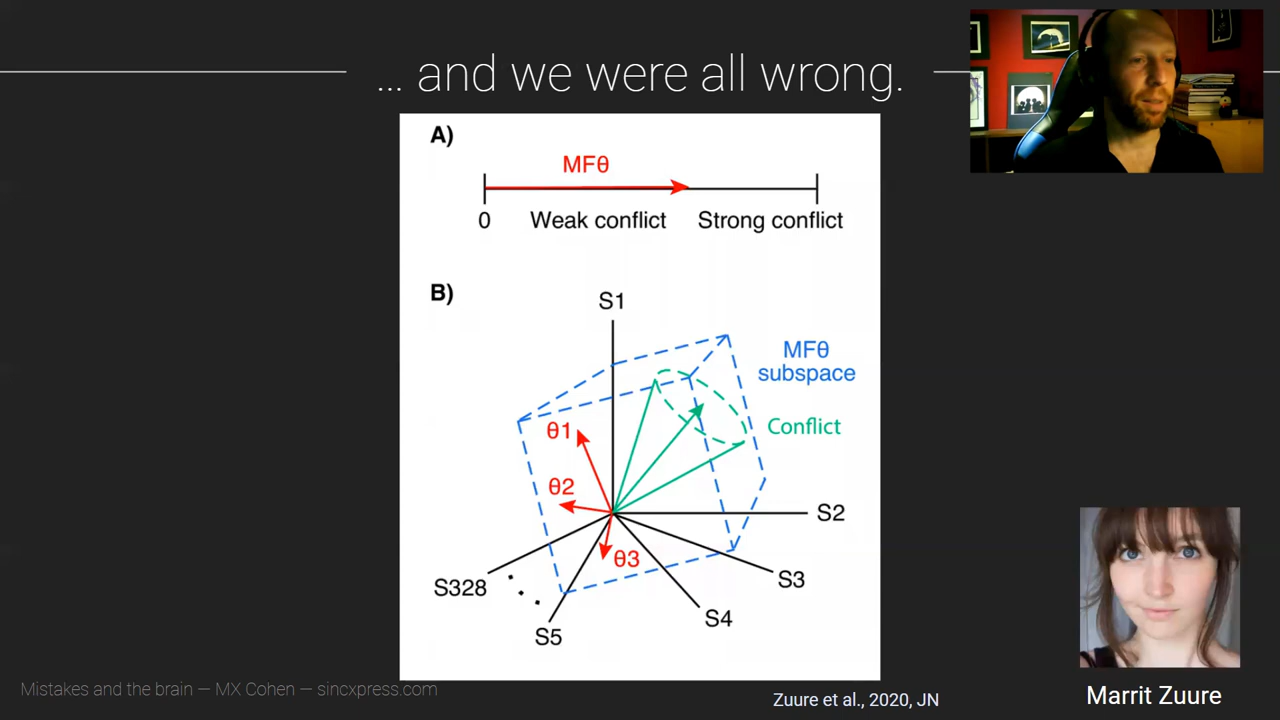 ... and we were all wrong.
A)
MFθ
0 Weak conflict Strong conflict
B)
S1
MFθ
subspace
Conflict
θ1
θ2
S2
θ3
S3
S328
S4
S5
Mistakes and the brain — MX Cohen — sincxpress.com
Zuure et al., 2020, JN
Marrit Zuure